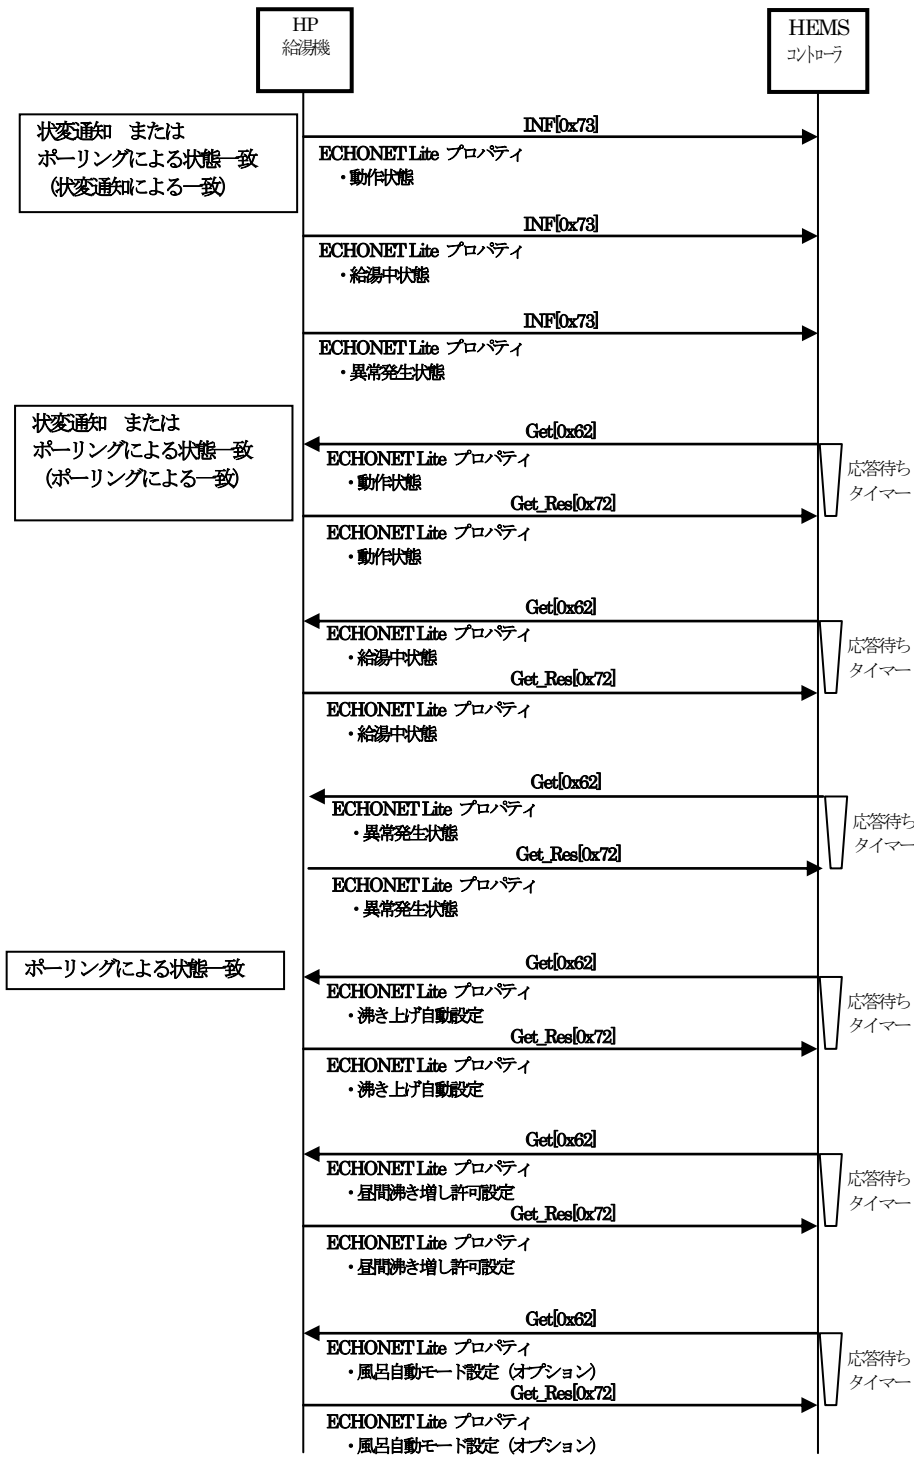 HP
給湯機
HEMS
コントローラ
状変通知　または
ポーリングによる状態一致
(状変通知による一致)
INF[0x73]
ECHONET Lite プロパティ
・動作状態
INF[0x73]
ECHONET Lite プロパティ
・給湯中状態
INF[0x73]
ECHONET Lite プロパティ
・異常発生状態
状変通知　または
ポーリングによる状態一致
(ポーリングによる一致)
Get[0x62]
ECHONET Lite プロパティ
・動作状態
応答待ち
タイマー
Get_Res[0x72]
ECHONET Lite プロパティ
・動作状態
Get[0x62]
ECHONET Lite プロパティ
・給湯中状態
応答待ち
タイマー
Get_Res[0x72]
ECHONET Lite プロパティ
・給湯中状態
Get[0x62]
ECHONET Lite プロパティ
・異常発生状態
応答待ち
タイマー
Get_Res[0x72]
ECHONET Lite プロパティ
・異常発生状態
ポーリングによる状態一致
Get[0x62]
ECHONET Lite プロパティ
・沸き上げ自動設定
応答待ち
タイマー
Get_Res[0x72]
ECHONET Lite プロパティ
・沸き上げ自動設定
Get[0x62]
ECHONET Lite プロパティ
・昼間沸き増し許可設定
応答待ち
タイマー
Get_Res[0x72]
ECHONET Lite プロパティ
・昼間沸き増し許可設定
Get[0x62]
ECHONET Lite プロパティ
・風呂自動モード設定（オプション）
応答待ち
タイマー
Get_Res[0x72]
ECHONET Lite プロパティ
・風呂自動モード設定（オプション）